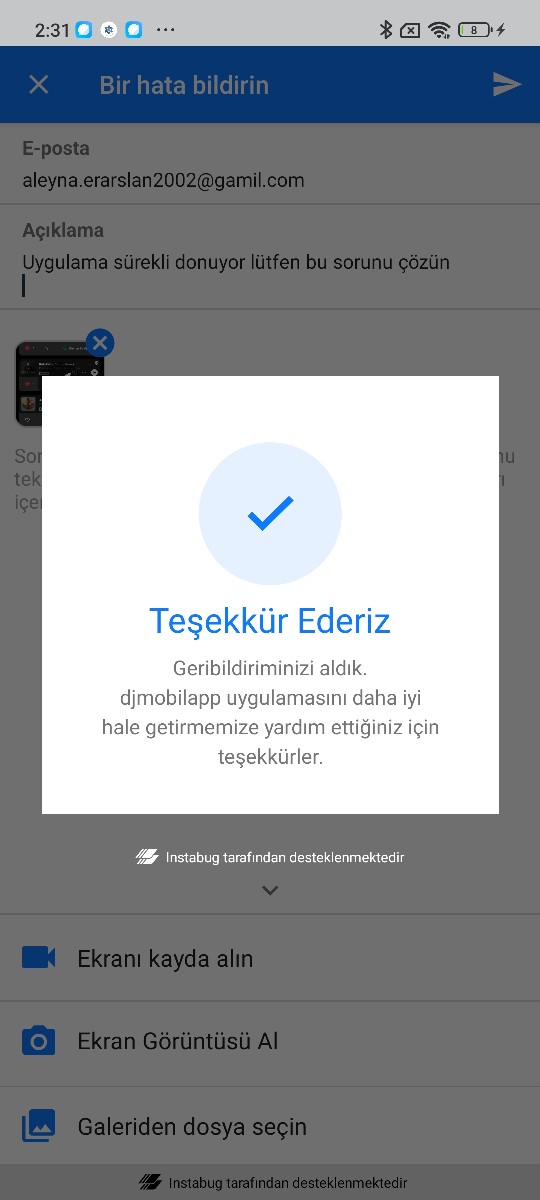 2:31
8
Bir hata bildirin
E-posta
aleyna.erarslan2002@gamil.com
Açıklama
Uygulama sürekli donuyor lütfen bu sorunu çözün
Teşekkür Ederiz
Geribildiriminizi aldık.
djmobilapp uygulamasını daha iyi
hale getirmemize yardım ettiğiniz için
teşekkürler.
Instabug tarafından desteklenmektedir
Ekranı kayda alın
Ekran Görüntüsü Al
Galeriden dosya seçin
Instabug tarafından desteklenmektedir